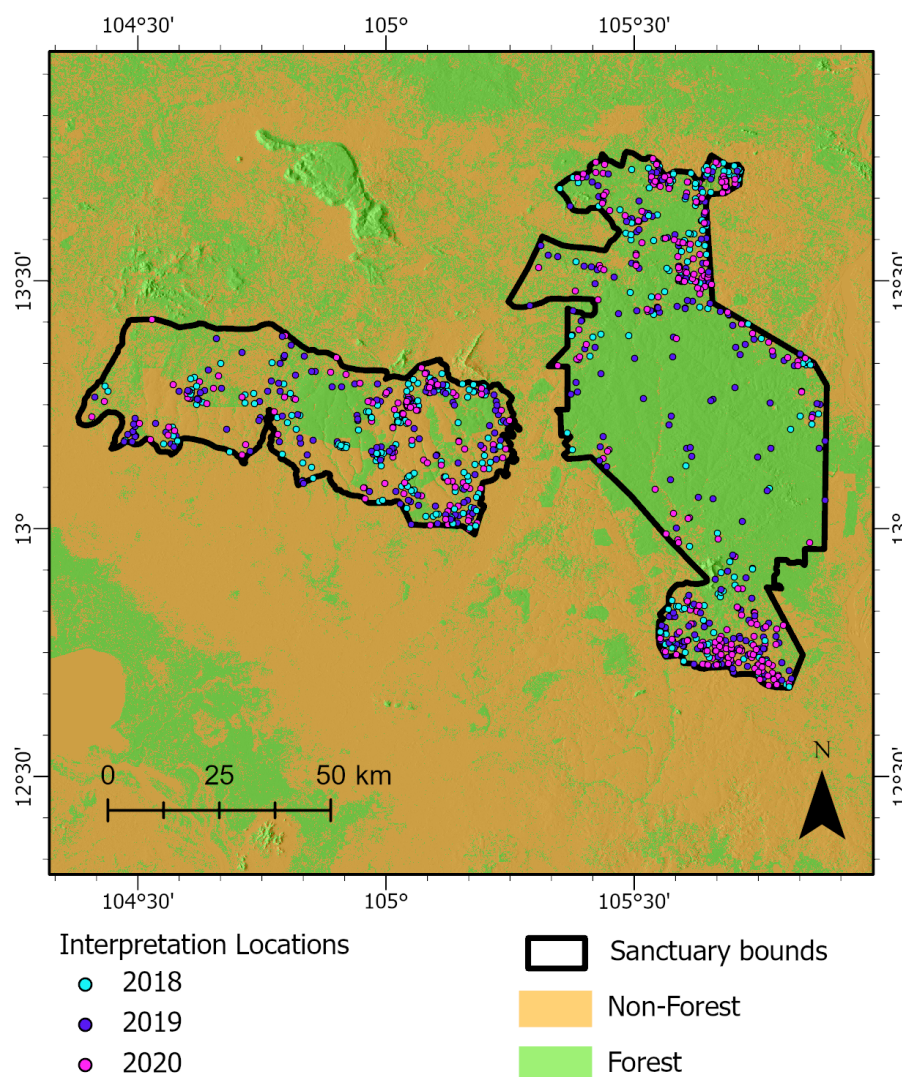 104°30' 105° 105°30'
13°30' 13°30'
13° 13°
N
0 25 50 km
12°30' 12°30'
104°30' 105° 105°30'
Interpretation Locations
2018
2019
2020
Sanctuary bounds
Non-Forest
Forest